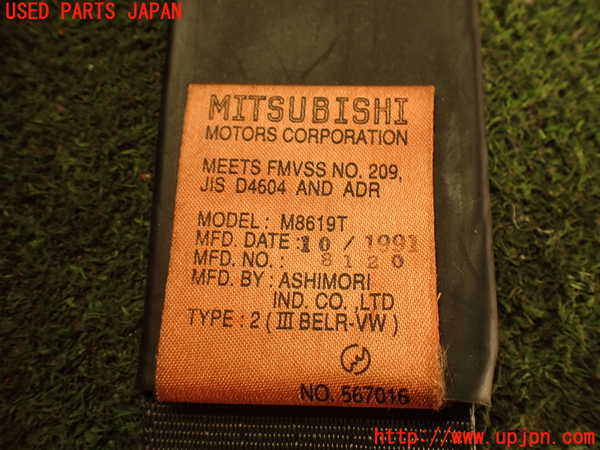 USED PARTS JAPAN
MITSUBISHI
MOTORS CORPORATION
MEETS FMVSS NO. 209,
JIS D4604 AND ADR
MODEL: M8619T
MFD. DATE: 10 / 1991
MFD. NO.: 8120
MFD. BY: ASHIMORI
IND. CO., LTD
TYPE: 2 (III BELR-VW)
NO. 567016
http://www.upjpn.com/